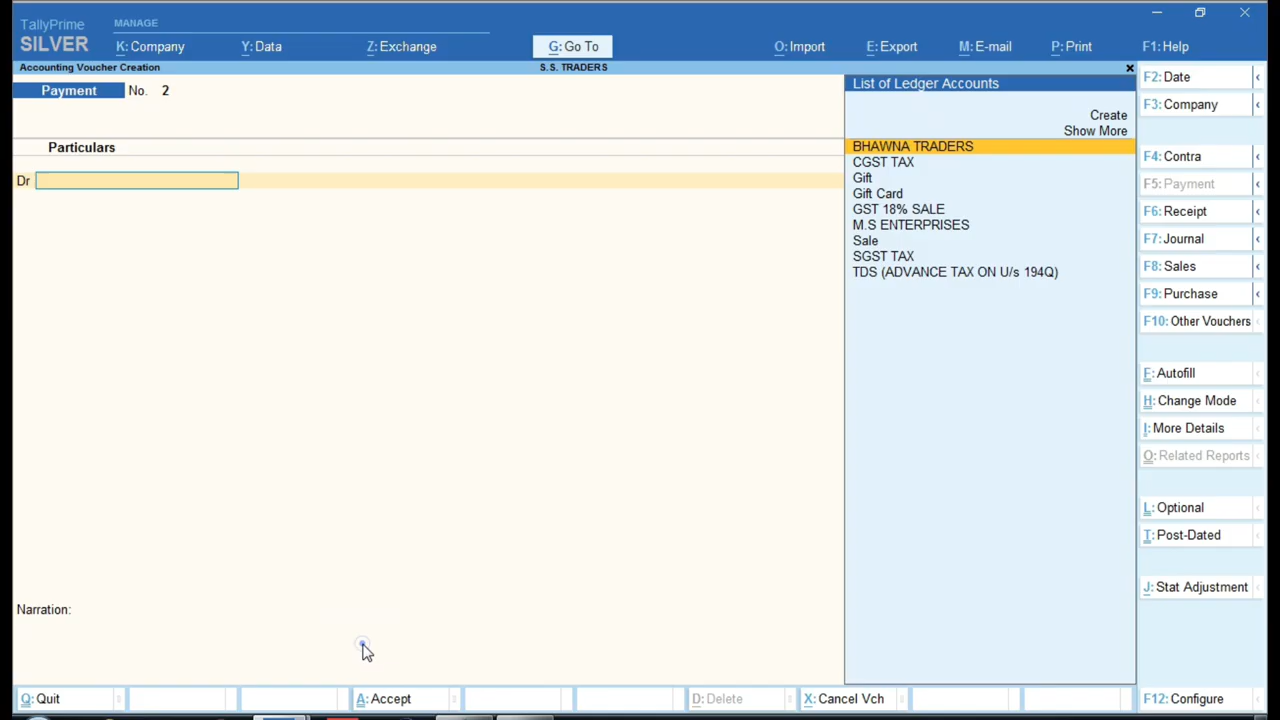 TallyPrime
SILVER
MANAGE
K: Company
Y: Data
Z: Exchange
G: Go To
O: Import
E: Export
M: E-mail
P: Print
F1: Help
Accounting Voucher Creation
S.S. TRADERS
Payment No. 2
Particulars
Dr
Narration:
List of Ledger Accounts
Create
Show More
BHAWNA TRADERS
CGST TAX
Gift
Gift Card
GST 18% SALE
M.S ENTERPRISES
Sale
SGST TAX
TDS (ADVANCE TAX ON U/s 194Q)
F2: Date
F3: Company
F4: Contra
F5: Payment
F6: Receipt
F7: Journal
F8: Sales
F9: Purchase
F10: Other Vouchers
F: Autofill
H: Change Mode
I: More Details
O: Related Reports
L: Optional
T: Post-Dated
J: Stat Adjustment
Q: Quit
A: Accept
D: Delete
X: Cancel Vch
F12: Configure